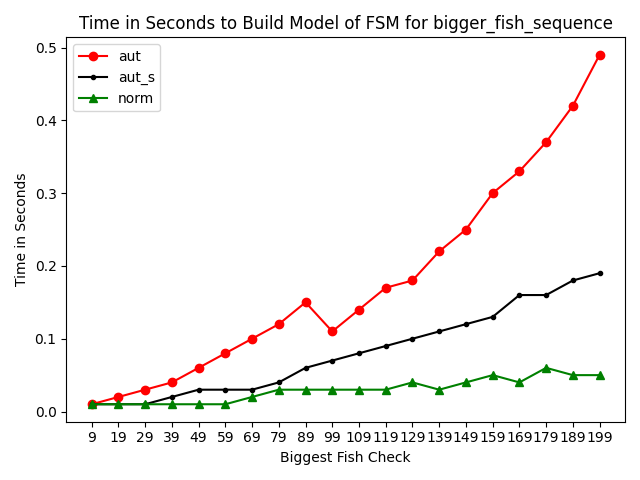 Time in Seconds to Build Model of FSM for bigger_fish_sequence
aut
aut_s
norm
Time in Seconds
0.5
0.4
0.3
0.2
0.1
0.0
9 19 29 39 49 59 69 79 89 99 109 119 129 139 149 159 169 179 189 199
Biggest Fish Check